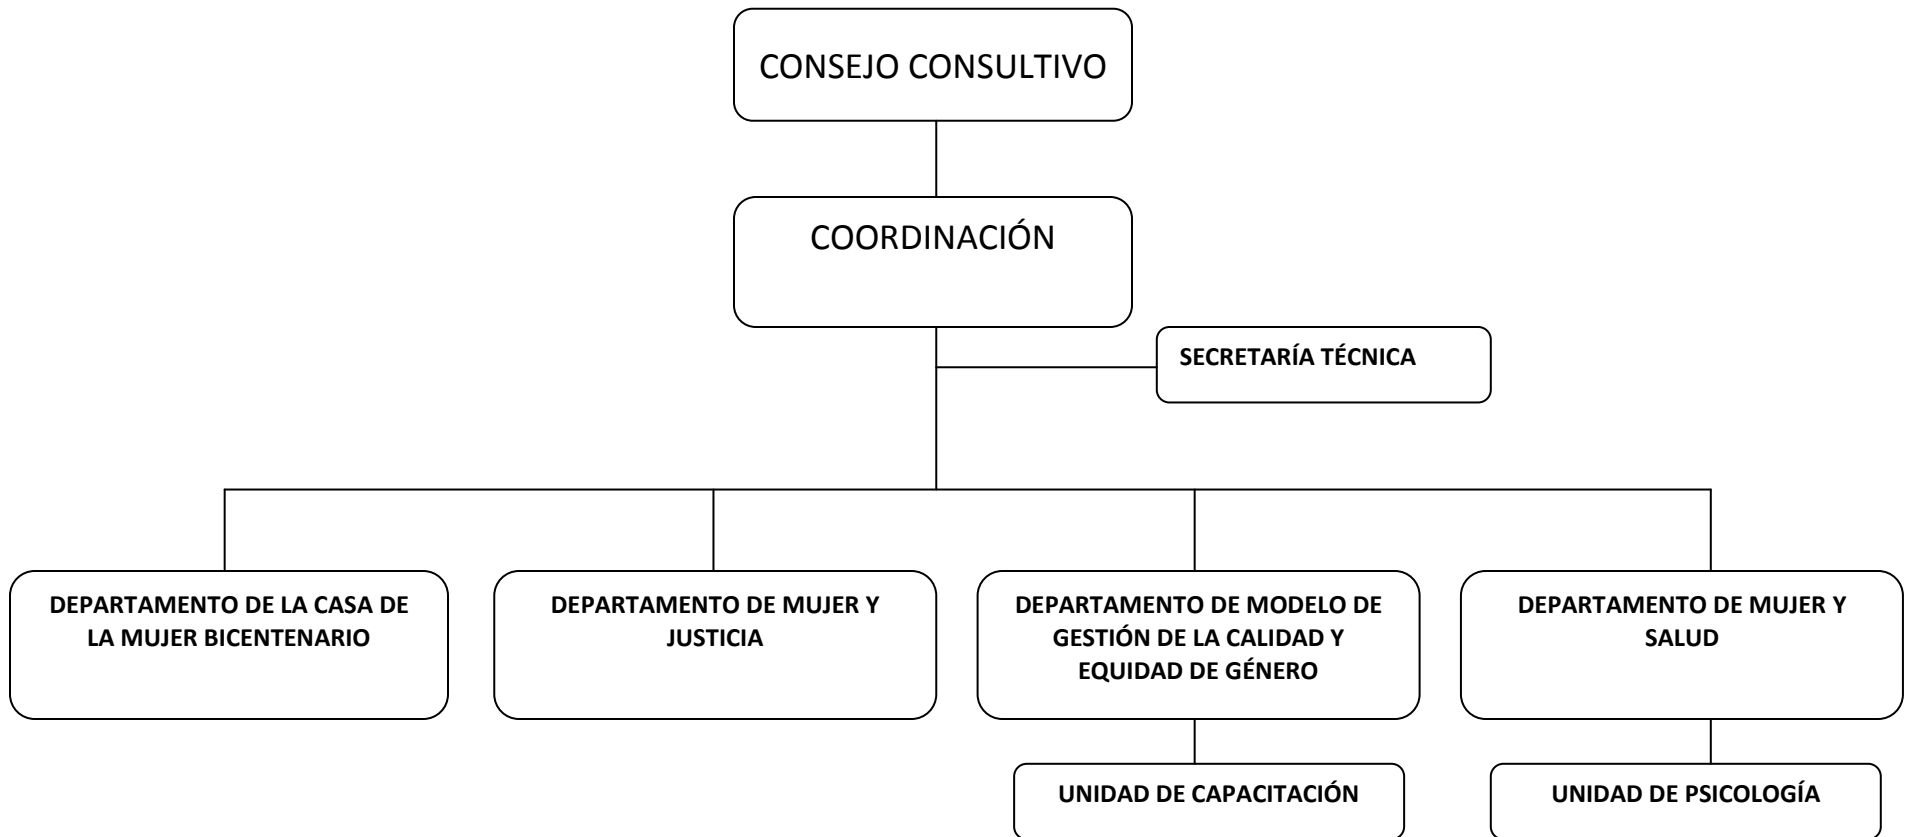 CONSEJO CONSULTIVO
COORDINACIÓN
SECRETARÍA TÉCNICA
DEPARTAMENTO DE LA CASA DE
LA MUJER BICENTENARIO
DEPARTAMENTO DE MUJER Y
JUSTICIA
DEPARTAMENTO DE MODELO DE
GESTIÓN DE LA CALIDAD Y
EQUIDAD DE GÉNERO
DEPARTAMENTO DE MUJER Y
SALUD
UNIDAD DE CAPACITACIÓN
UNIDAD DE PSICOLOGÍA